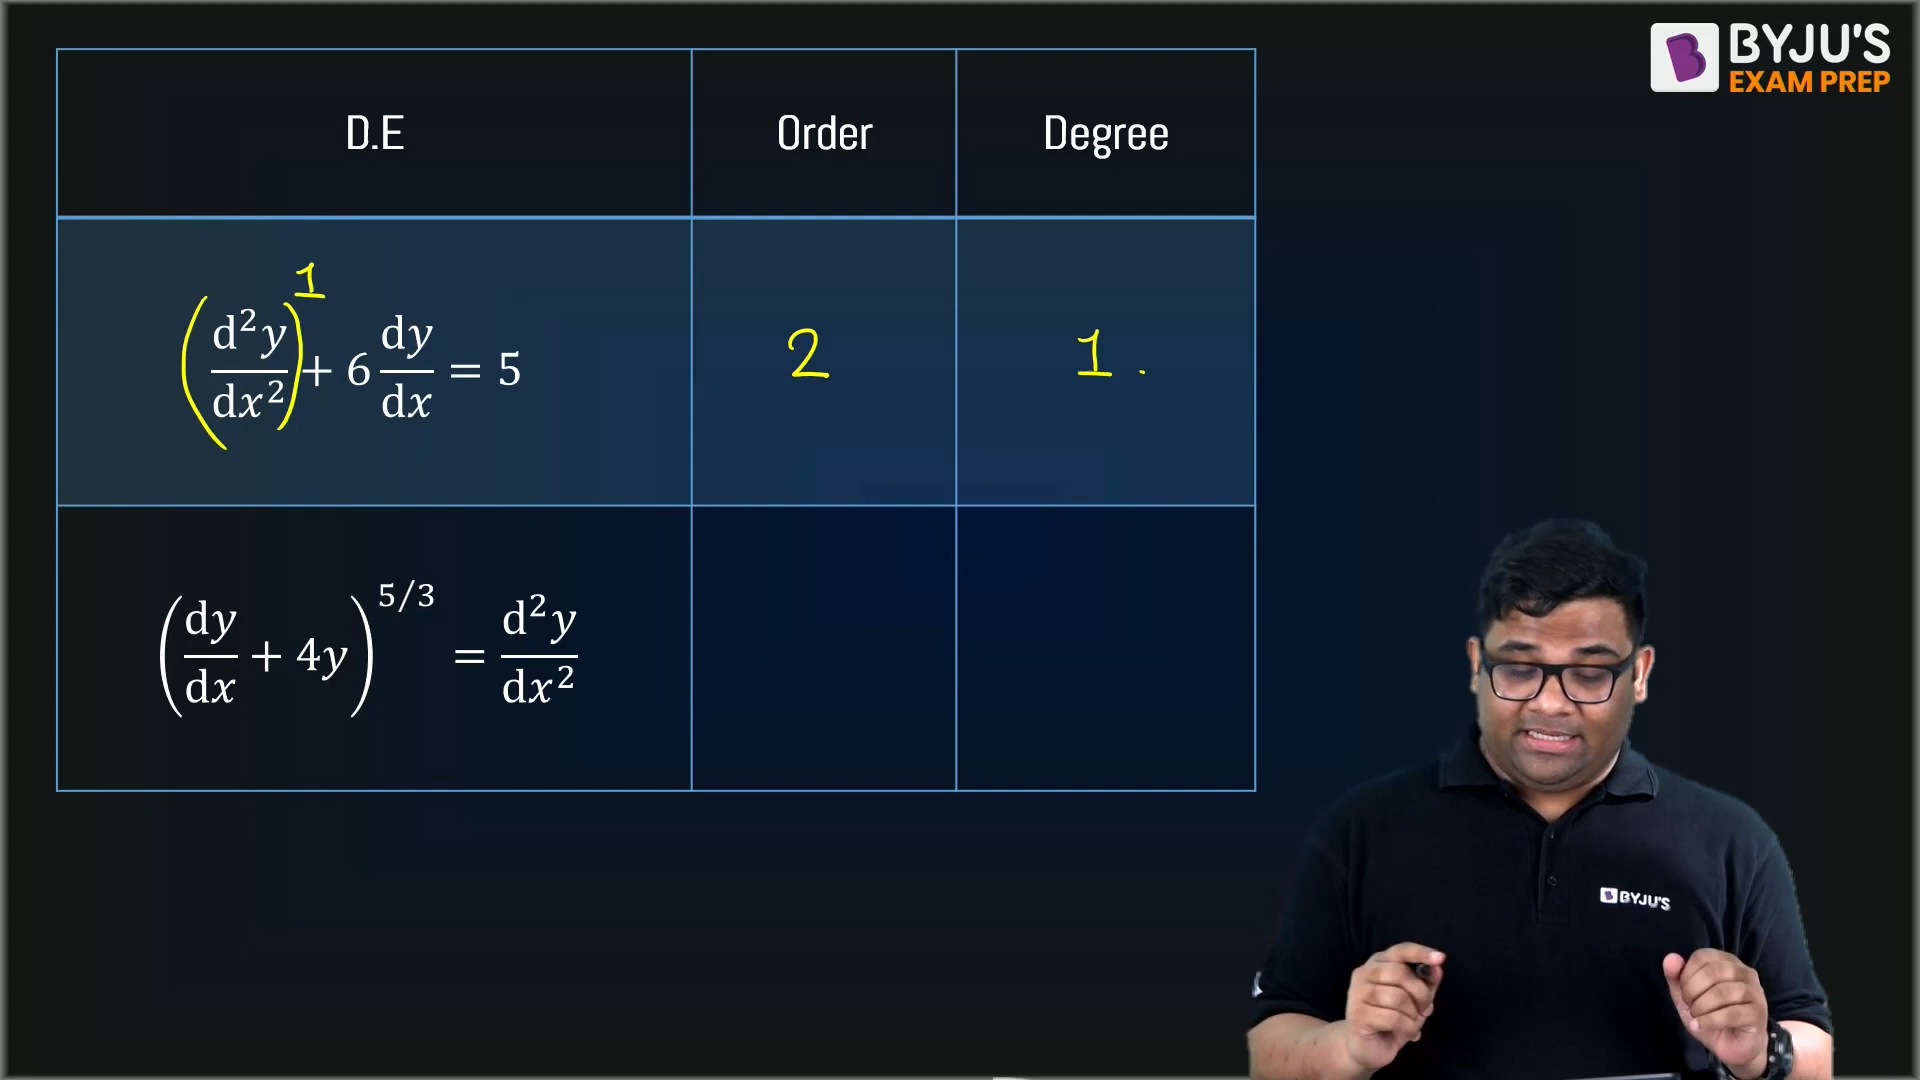 BYJU'S
EXAM PREP
D.E Order Degree
(d²y/dx²)¹ + 6 dy/dx = 5 2 1.
(dy/dx + 4y)^5/3 = d²y/dx²
BYJU'S